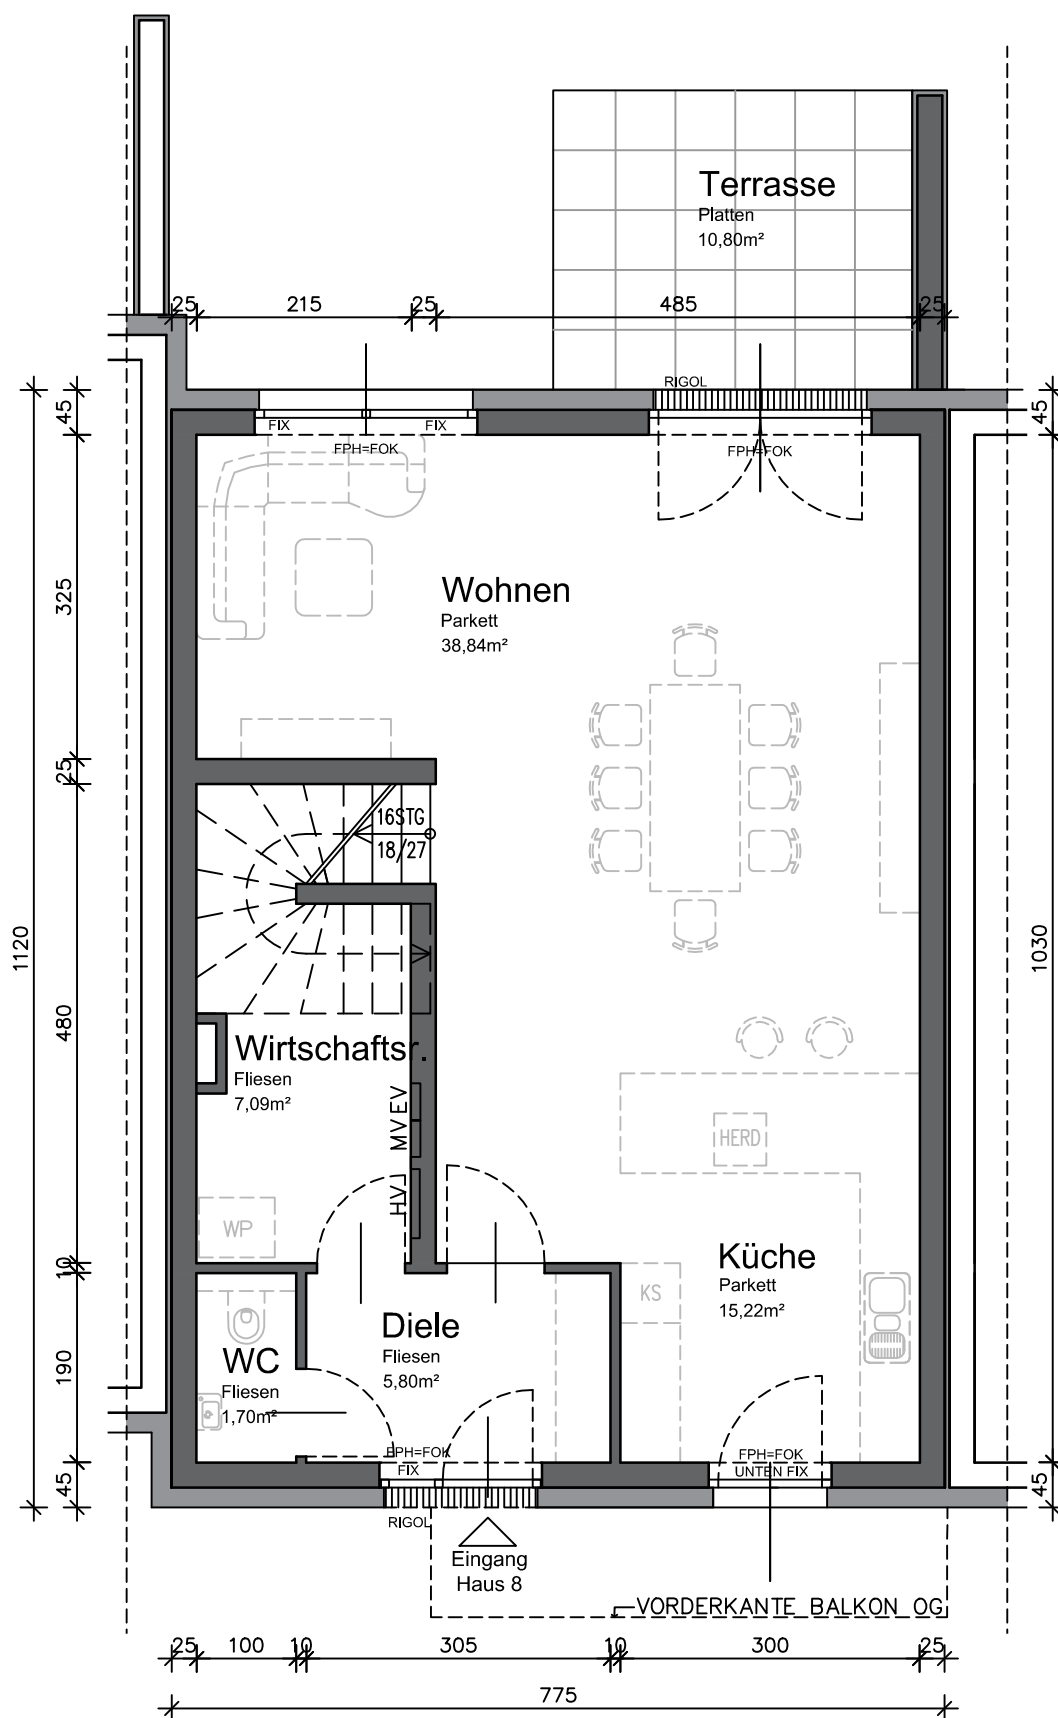 Terrasse
Platten
10,80m²
25
215
25
485
25
RIGOL
45
45
FIX
FIX
FPH=FOK
FPH=FOK
325
Wohnen
Parkett
38,84m²
25
16STG
18/27
1120
1030
480
Wirtschaftsr.
Fliesen
7,09m²
EV
MV
HV
HERD
WP
Küche
Parkett
15,22m²
10
KS
Diele
Fliesen
5,80m²
WC
Fliesen
1,70m²
190
FPH=FOK
FIX
FPH=FOK
UNTEN FIX
45
45
RIGOL
Eingang
Haus 8
VORDERKANTE BALKON OG
25
100
10
305
10
300
25
775